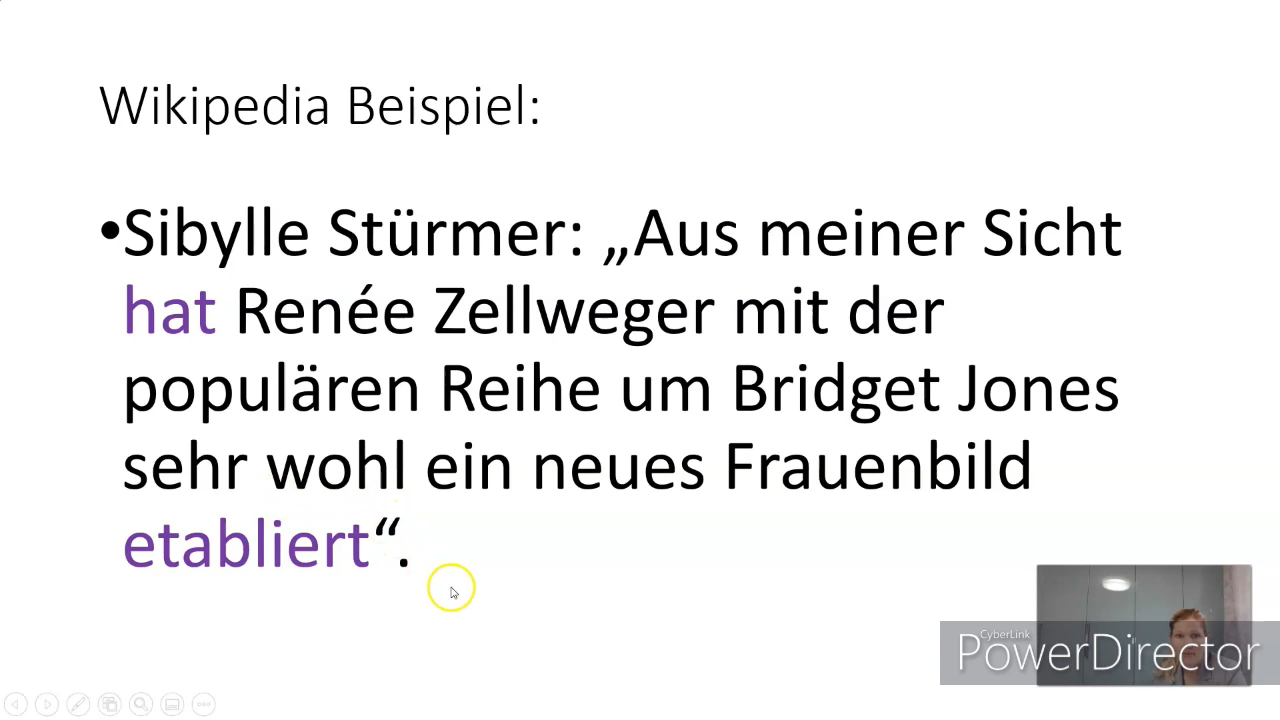 Wikipedia Beispiel:
•Sibylle Stürmer: „Aus meiner Sicht
hat Renée Zellweger mit der
populären Reihe um Bridget Jones
sehr wohl ein neues Frauenbild
etabliert“.
CyberLink
PowerDirector